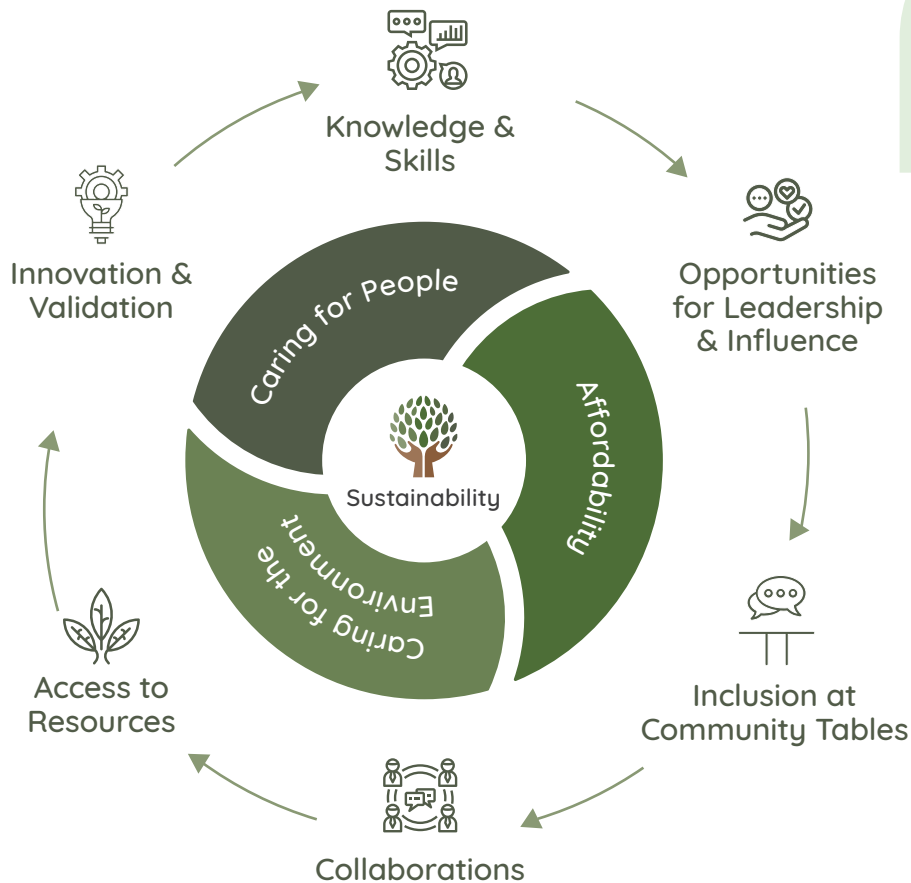 Knowledge &
Skills
Opportunities
for Leadership
& Influence
Inclusion at
Community Tables
Collaborations
Access to
Resources
Innovation &
Validation
Caring for People
Affordability
Caring for the
Environment
Sustainability